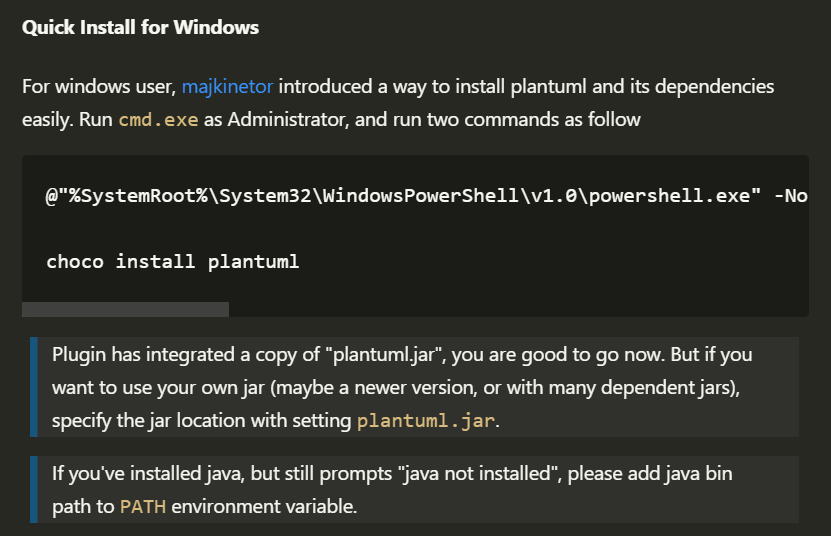 Quick Install for Windows
For windows user, majkinetor introduced a way to install plantuml and its dependencies
easily. Run cmd.exe as Administrator, and run two commands as follow
@"%SystemRoot%\System32\WindowsPowerShell\v1.0\powershell.exe" -No
choco install plantuml
Plugin has integrated a copy of "plantuml.jar", you are good to go now. But if you
want to use your own jar (maybe a newer version, or with many dependent jars),
specify the jar location with setting plantuml.jar.
If you've installed java, but still prompts "java not installed", please add java bin
path to PATH environment variable.